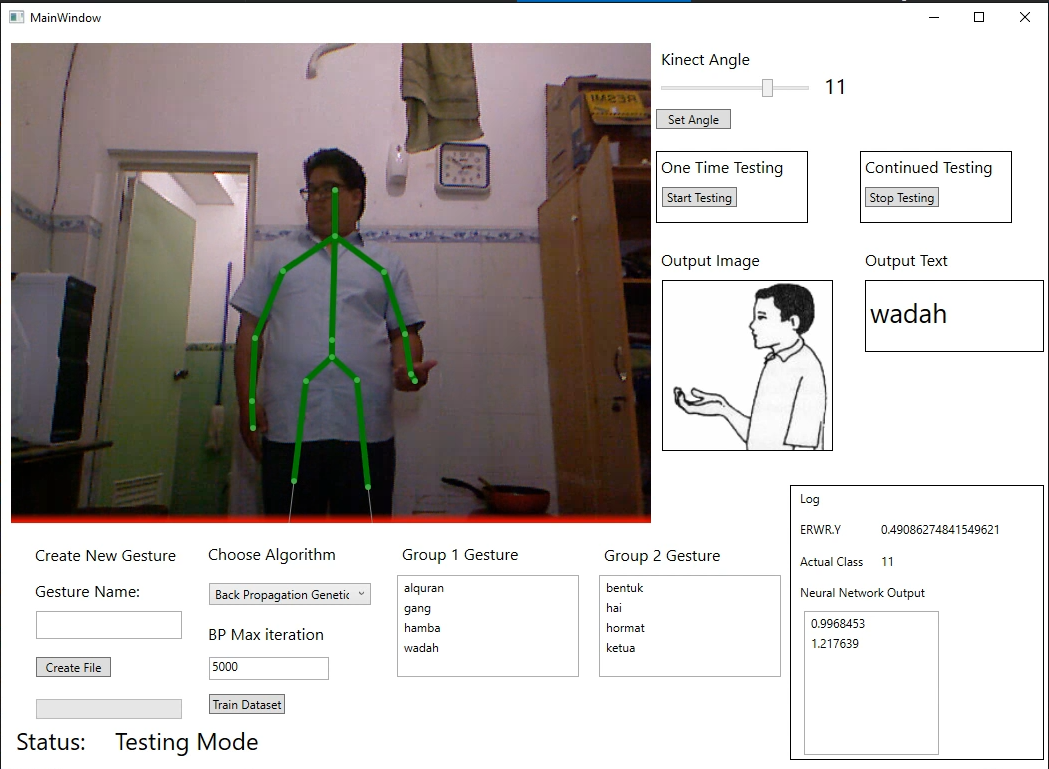 MainWindow
Kinect Angle
11
Set Angle
One Time Testing
Start Testing
Continued Testing
Stop Testing
Output Image
Output Text
wadah
RESMI
Create New Gesture
Gesture Name:
Create File
Choose Algorithm
Back Propagation Genetic
BP Max iteration
5000
Train Dataset
Group 1 Gesture
alquran
gang
hamba
wadah
Group 2 Gesture
bentuk
hai
hormat
ketua
Log
ERWR.Y 0.49086274841549621
Actual Class 11
Neural Network Output
0.9968453
1.217639
Status: Testing Mode